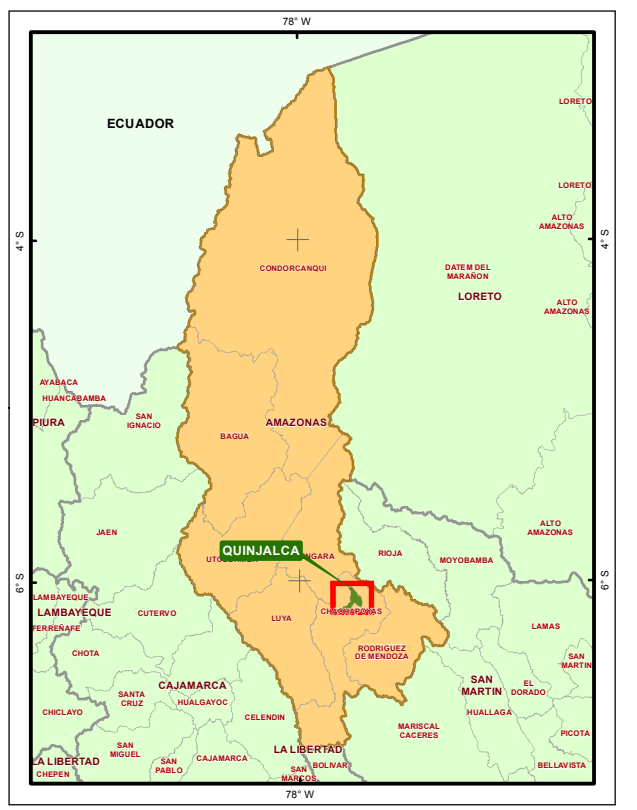 78° W
ECUADOR
LORETO
LORETO
ALTO
AMAZONAS
4° S
4° S
CONDORCANQUI
DATEM DEL
MARAÑON
LORETO
ALTO
AMAZONAS
AYABACA
HUANCABAMBA
PIURA
SAN
IGNACIO
AMAZONAS
BAGUA
JAEN
ALTO
AMAZONAS
QUINJALCA
NGARA
RIOJA
MOYOBAMBA
6° S
6° S
LAMBAYEQUE
LAMBAYEQUE
FERREÑAFE
CUTERVO
LUYA
CHACHAPOYAS
LAMAS
CHOTA
RODRIGUEZ
DE MENDOZA
SAN
MARTIN
CAJAMARCA
SANTA
CRUZ
HUALGAYOC
SAN
MARTIN
EL
DORADO
CHICLAYO
CELENDIN
HUALLAGA
MARISCAL
CACERES
PICOTA
SAN
MIGUEL
LA LIBERTAD
LA LIBERTAD
SAN
PABLO
CAJAMARCA
BOLIVAR
BELLAVISTA
CHEPEN
SAN
MARCOS
78° W